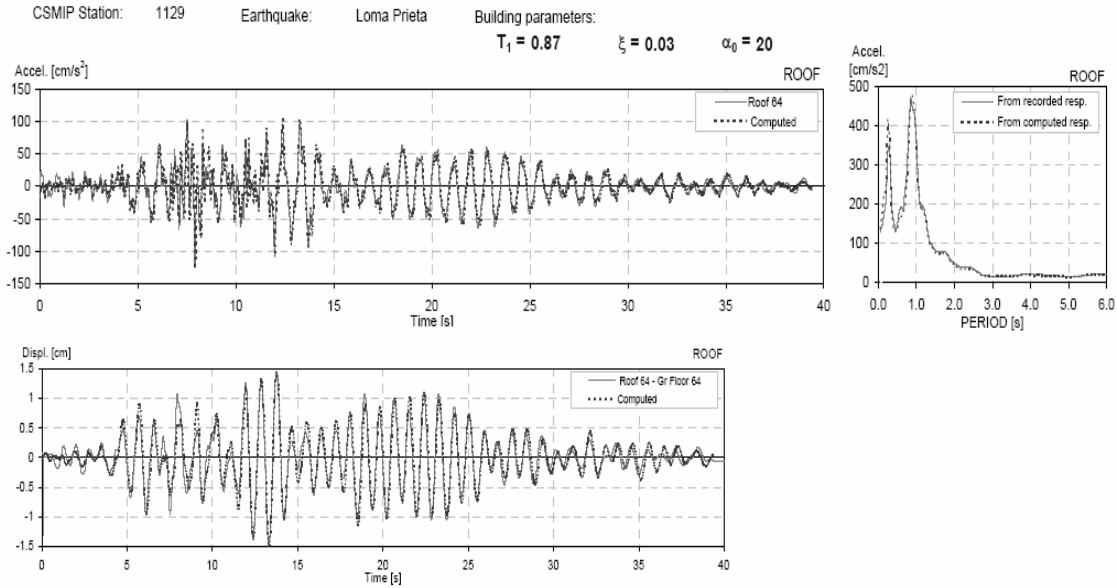 CSMIP Station: 1129 Earthquake: Loma Prieta Building parameters:
T1 = 0.87 ξ = 0.03 α0 = 20
Accel. [cm/s²] ROOF
150
100
50
0
-50
-100
-150
Roof 64
Computed
0 5 10 15 20 25 30 35 40
Time [s]
Accel.
[cm/s2] ROOF
500
400
300
200
100
0
From recorded resp.
From computed resp.
0.0 1.0 2.0 3.0 4.0 5.0 6.0
PERIOD [s]
Displ. [cm] ROOF
1.5
1
0.5
0
-0.5
-1
-1.5
Roof 64 - Gr Floor 64
Computed
0 5 10 15 20 25 30 35 40
Time [s]